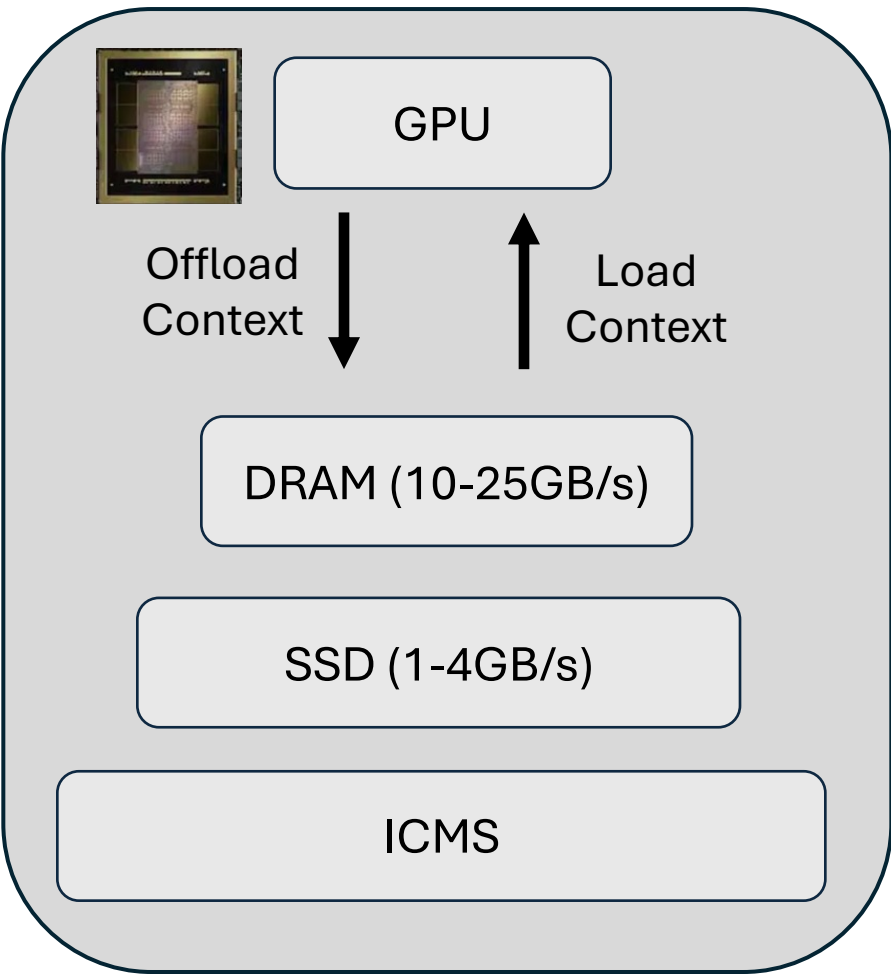 GPU
Offload
Context
Load
Context
DRAM (10-25GB/s)
SSD (1-4GB/s)
ICMS